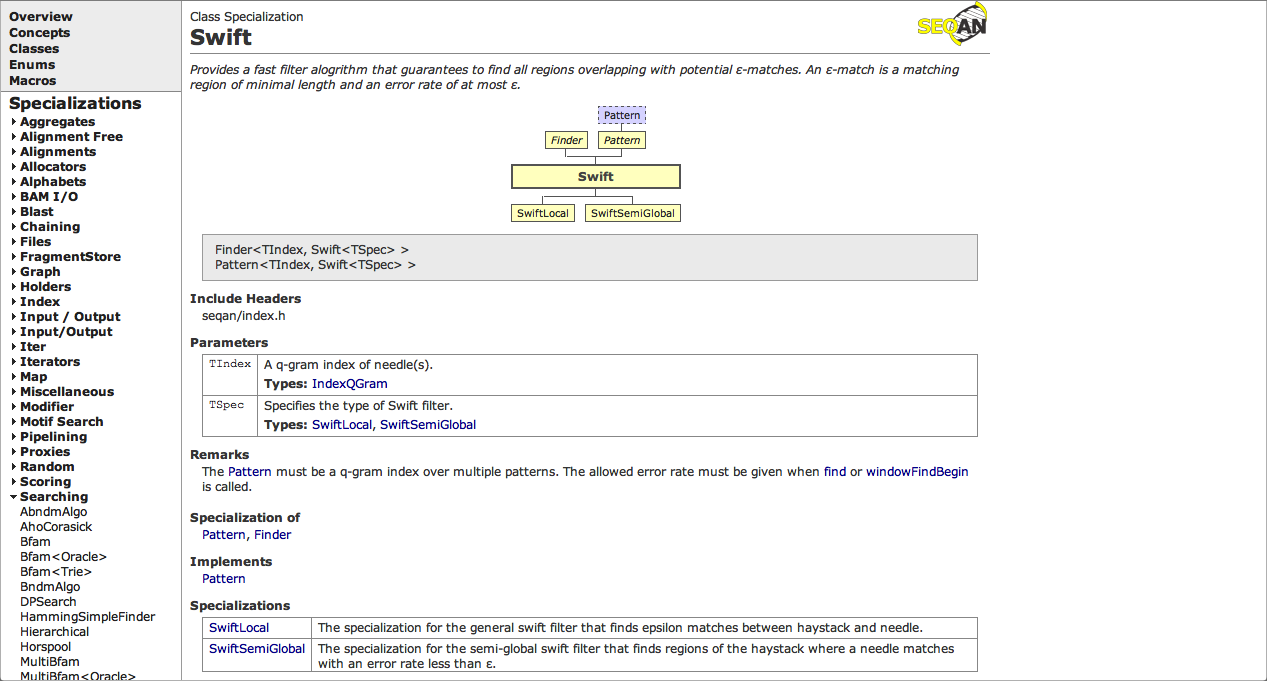 Overview
Concepts
Classes
Enums
Macros
Specializations
Aggregates
Alignment Free
Alignments
Allocators
Alphabets
BAM I/O
Blast
Chaining
Files
FragmentStore
Graph
Holders
Index
Input / Output
Input/Output
Iter
Iterators
Map
Miscellaneous
Modifier
Motif Search
Pipelining
Proxies
Random
Scoring
Searching
AbndmAlgo
AhoCorasick
Bfam
Bfam<Oracle>
Bfam<Trie>
BndmAlgo
DPSearch
HammingSimpleFinder
Hierarchical
Horspool
MultiBfam
MultiBfam<Oracle>
Class Specialization
Swift
SEQAN
Provides a fast filter alogrithm that guarantees to find all regions overlapping with potential ε-matches. An ε-match is a matching
region of minimal length and an error rate of at most ε.
Pattern
Finder Pattern
Swift
SwiftLocal SwiftSemiGlobal
Finder<TIndex, Swift<TSpec> >
Pattern<TIndex, Swift<TSpec> >
Include Headers
seqan/index.h
Parameters
TIndex A q-gram index of needle(s).
Types: IndexQGram
TSpec Specifies the type of Swift filter.
Types: SwiftLocal, SwiftSemiGlobal
Remarks
The Pattern must be a q-gram index over multiple patterns. The allowed error rate must be given when find or windowFindBegin
is called.
Specialization of
Pattern, Finder
Implements
Pattern
Specializations
SwiftLocal The specialization for the general swift filter that finds epsilon matches between haystack and needle.
SwiftSemiGlobal The specialization for the semi-global swift filter that finds regions of the haystack where a needle matches
with an error rate less than ε.